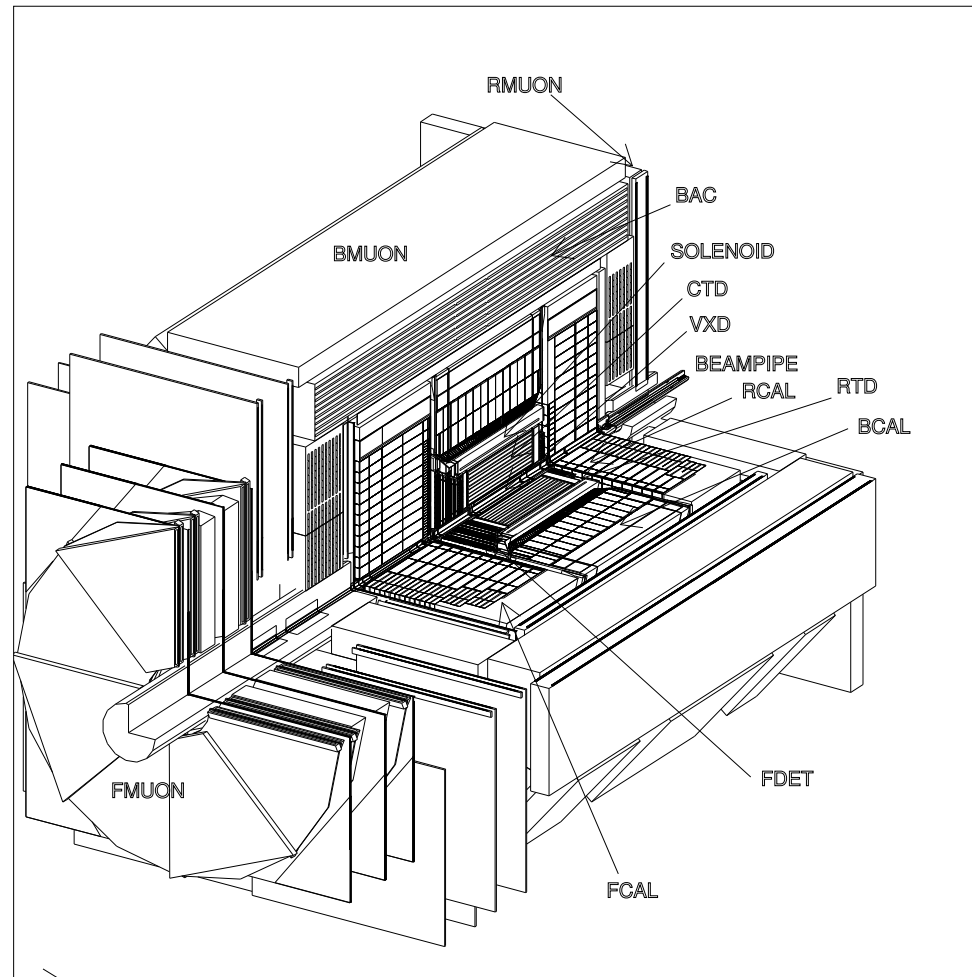 RMUON
BAC
BMUON
SOLENOID
CTD
VXD
BEAMPIPE
RCAL
RTD
BCAL
FDET
FMUON
FCAL